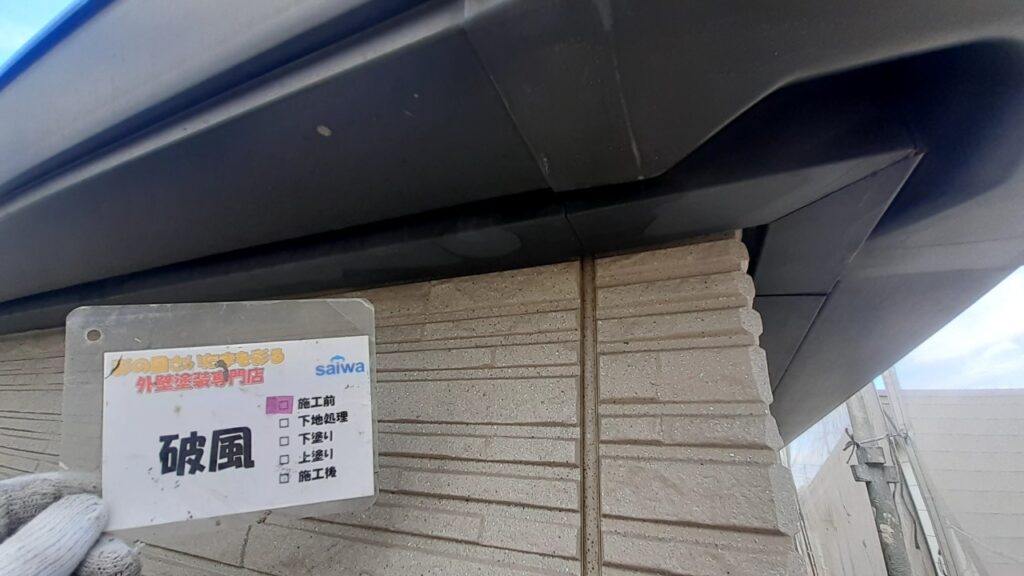 外壁塗装専門店
saiwa
破風
施工前
下地処理
下塗り
上塗り
施工後